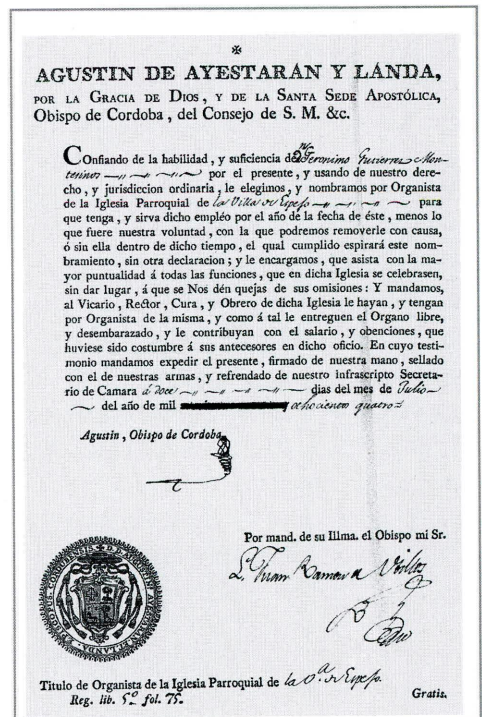 AGUSTIN DE AYESTARÁN Y LANDA,
POR LA GRACIA DE DIOS, Y DE LA SANTA SEDE APOSTÓLICA,
Obispo de Cordoba, del Consejo de S. M. &c.
Confiando de la habilidad, y suficiencia de Dn Geronimo Gutierrez Mon-
tesinos por el presente, y usando de nuestro dere-
cho, y jurisdiccion ordinaria, le elegimos, y nombramos por Organista
de la Iglesia Parroquial de la Villa de Espejo para
que tenga, y sirva dicho empléo por el año de la fecha de éste, menos lo
que fuere nuestra voluntad, con la que podremos removerle con causa,
ó sin ella dentro de dicho tiempo, el qual cumplido espirará este nom-
bramiento, sin otra declaracion; y le encargamos, que asista con la ma-
yor puntualidad á todas las funciones, que en dicha Iglesia se celebrasen,
sin dar lugar, á que se Nos dén quejas de sus omisiones: Y mandamos,
al Vicario, Rector, Cura, y Obrero de dicha Iglesia le hayan, y tengan
por Organista de la misma, y como á tal le entreguen el Organo libre,
y desembarazado, y le contribuyan con el salario, y obenciones, que
huviese sido costumbre á sus antecesores en dicho oficio. En cuyo testi-
monio mandamos expedir el presente, firmado de nuestra mano, sellado
con el de nuestras armas, y refrendado de nuestro infrascripto Secreta-
rio de Camara á doce dias del mes de Julio
del año de mil ochocientos quatro
Agustin, Obispo de Cordoba
Por mand. de su Illma. el Obispo mi Sr.
Juan Ramon de
Titulo de Organista de la Iglesia Parroquial de la Va. de Espejo.
Reg. lib. 5º fol. 75. Gratis.